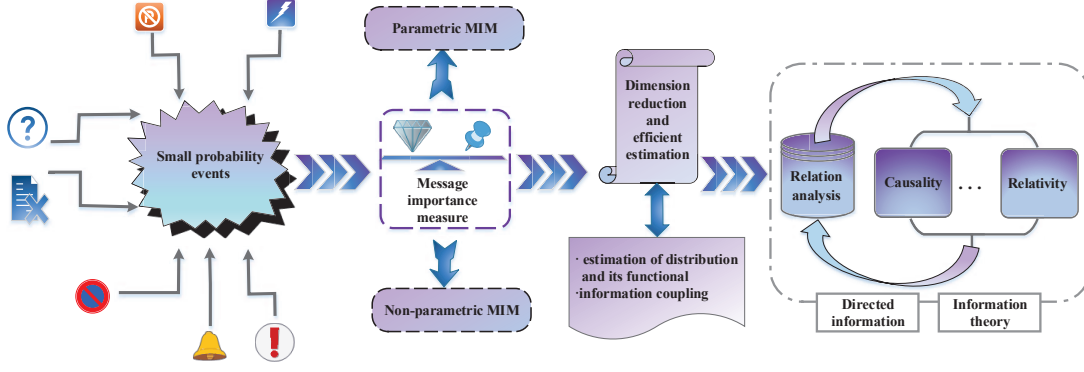 Parametric MIM
Small probability
events
Message
importance
measure
Non-parametric MIM
Dimension
reduction
and
efficient
estimation
· estimation of distribution
and its functional
·information coupling
Relation
analysis
Causality
...
Relativity
Directed
information
Information
theory